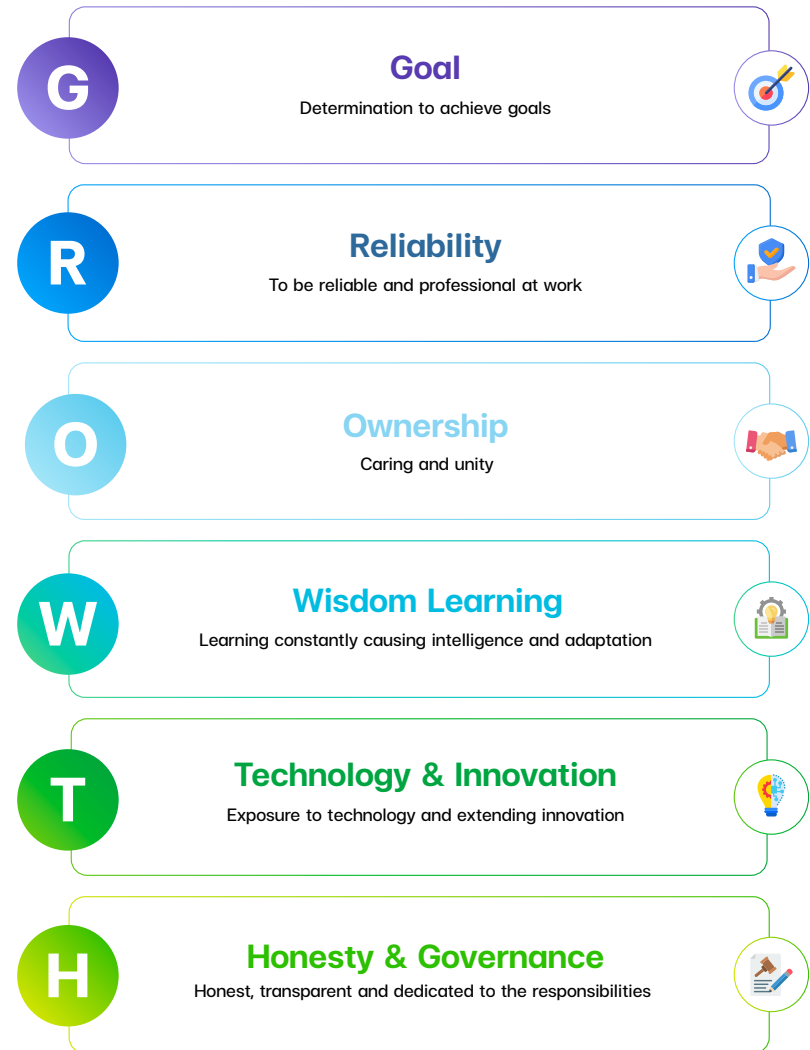 G
Goal
Determination to achieve goals
R
Reliability
To be reliable and professional at work
O
Ownership
Caring and unity
W
Wisdom Learning
Learning constantly causing intelligence and adaptation
T
Technology & Innovation
Exposure to technology and extending innovation
H
Honesty & Governance
Honest, transparent and dedicated to the responsibilities